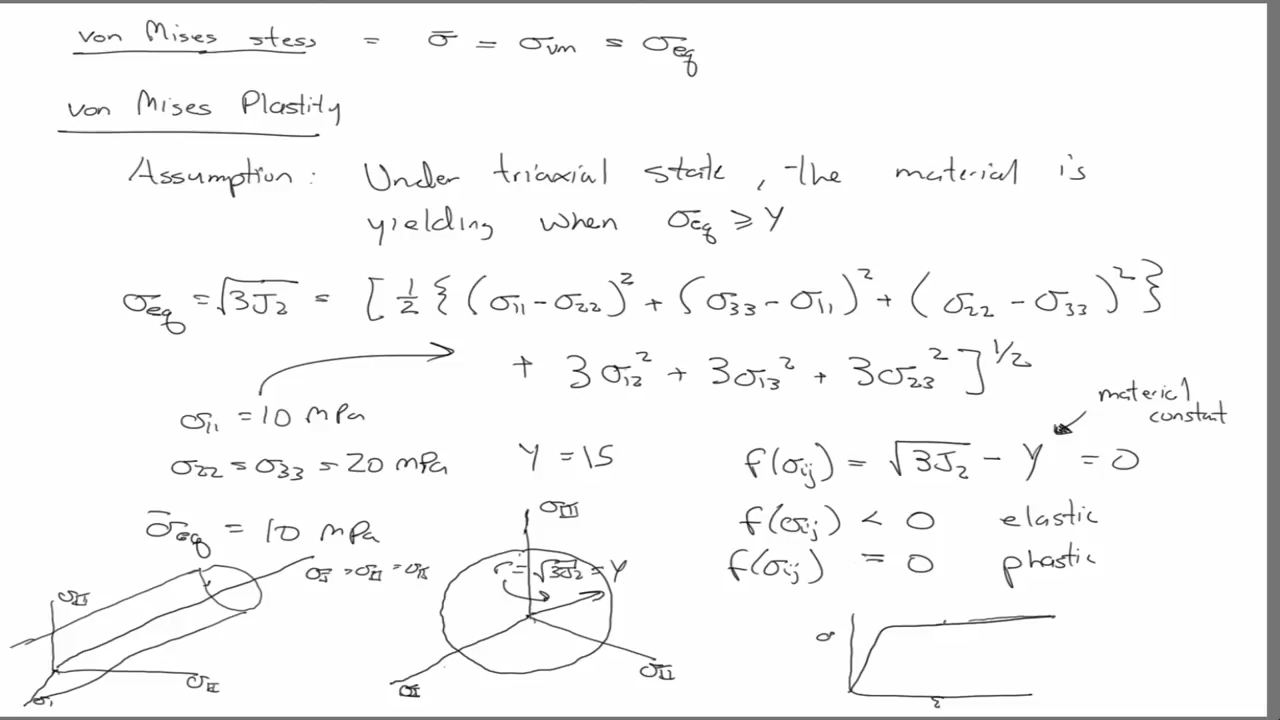 von Mises stess = σ̄ = σvm = σeq
von Mises Plastity
Assumption: Under triaxial state, the material is
yielding when σeq ≥ Y
σeq = √3J2 = [ 1/2 { (σ11 - σ22)² + (σ33 - σ11)² + (σ22 - σ33)² }
+ 3σ12² + 3σ13² + 3σ23² ]^1/2
material
constant
σ11 = 10 MPa
σ22 = σ33 = 20 MPa
Y = 15
f(σij) = √3J2 - Y = 0
f(σij) < 0 elastic
σ̄eq = 10 MPa
f(σij) = 0 plastic
σI = σII = σIII
σIII
r = √3J2 = Y
σIII
σII
σI
σI
σII
σ
ε